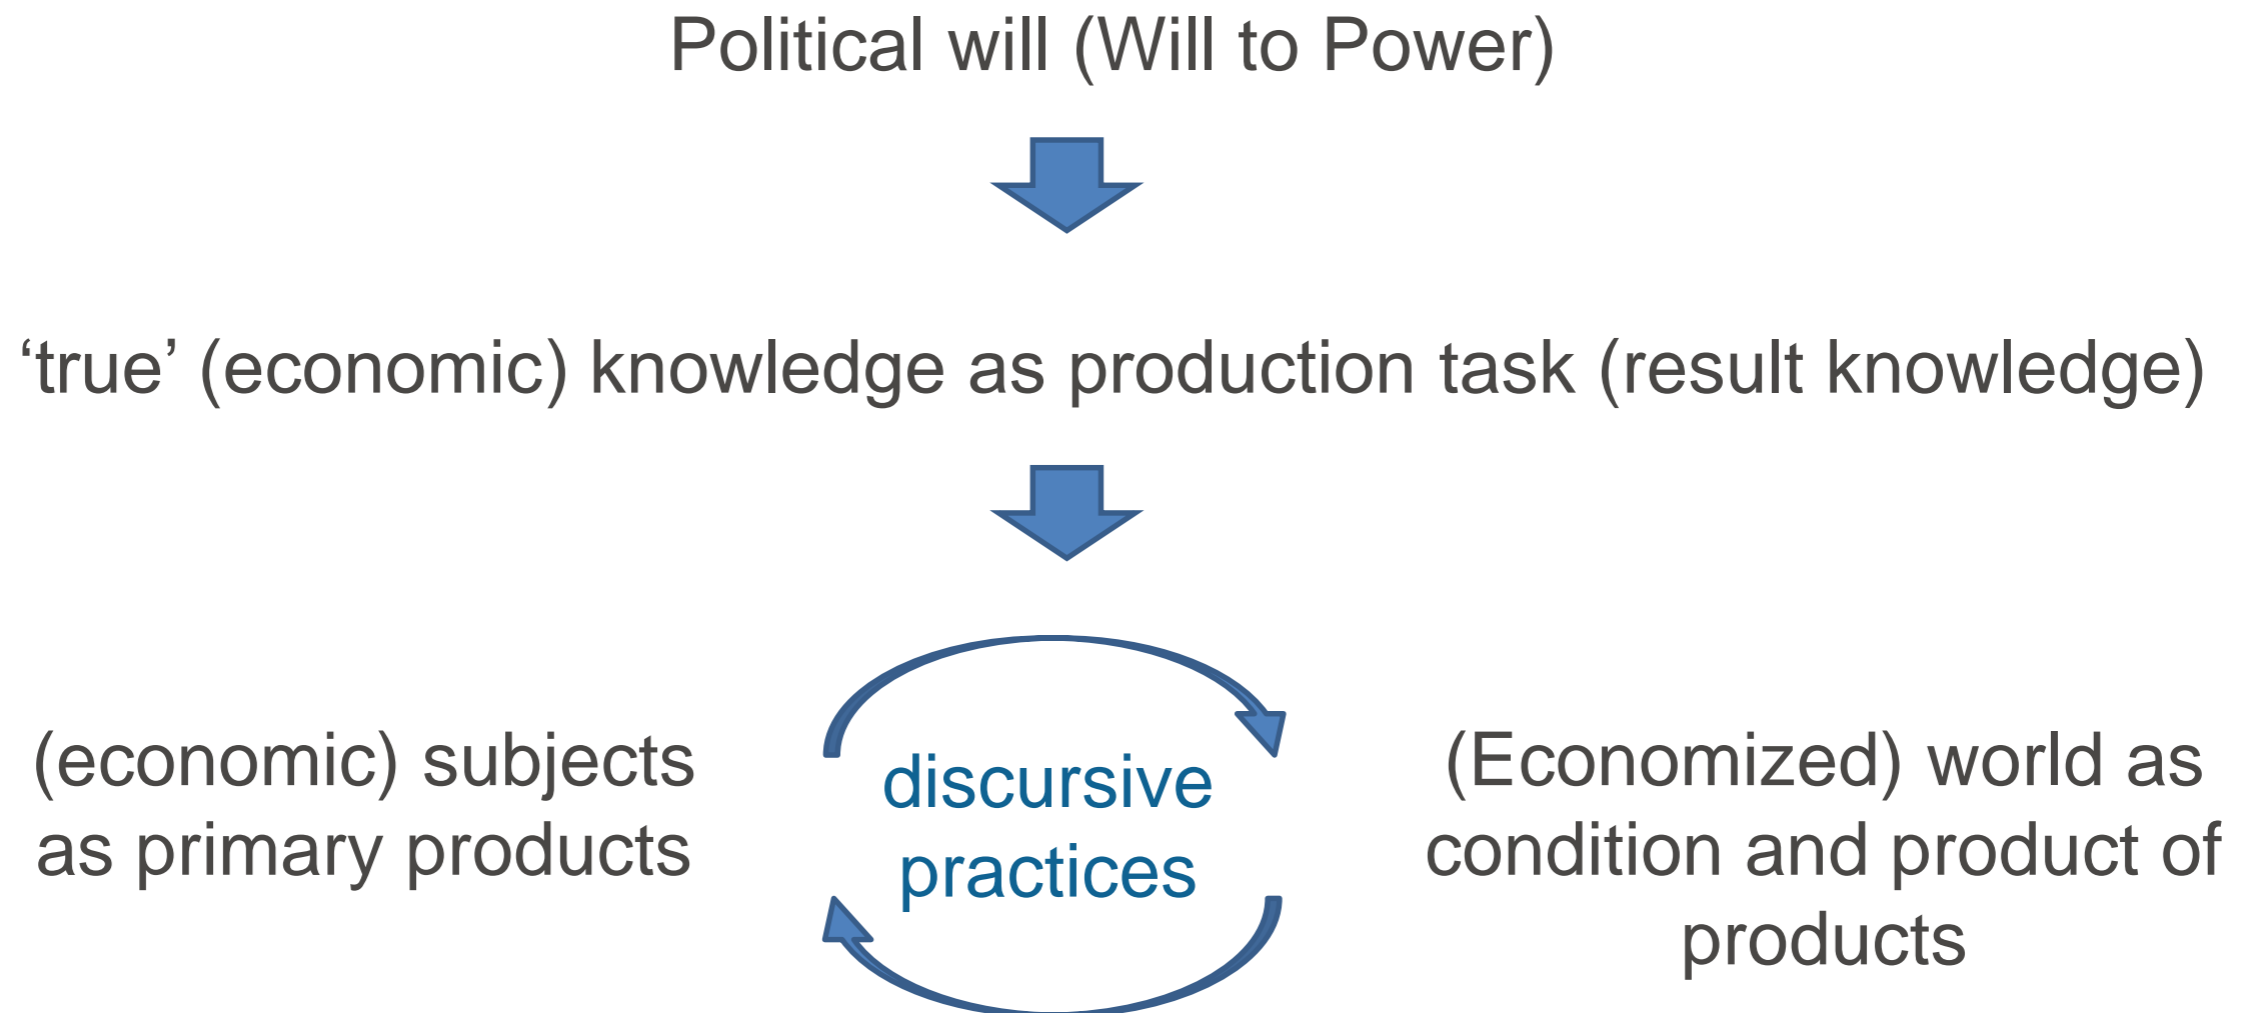 Political will (Will to Power)
‘true’ (economic) knowledge as production task (result knowledge)
(economic) subjects
as primary products
discursive
practices
(Economized) world as
condition and product of
products